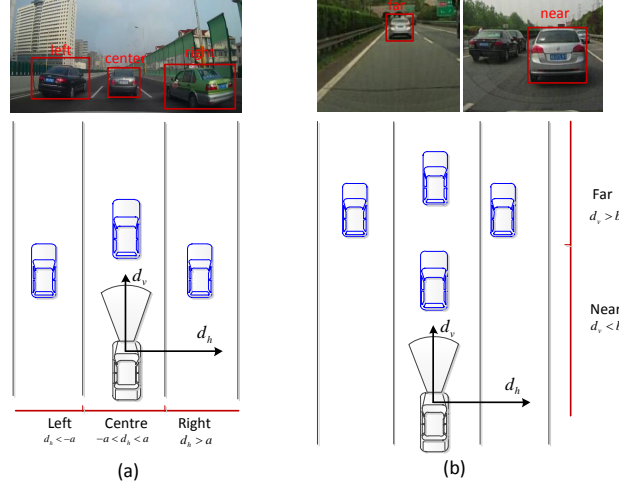 left
center
right
far
near
d_v
d_h
Left
Centre
Right
d_h < -a
-a < d_h < a
d_h > a
(a)
d_v
d_h
Far
d_v > b
Near
d_v < b
(b)